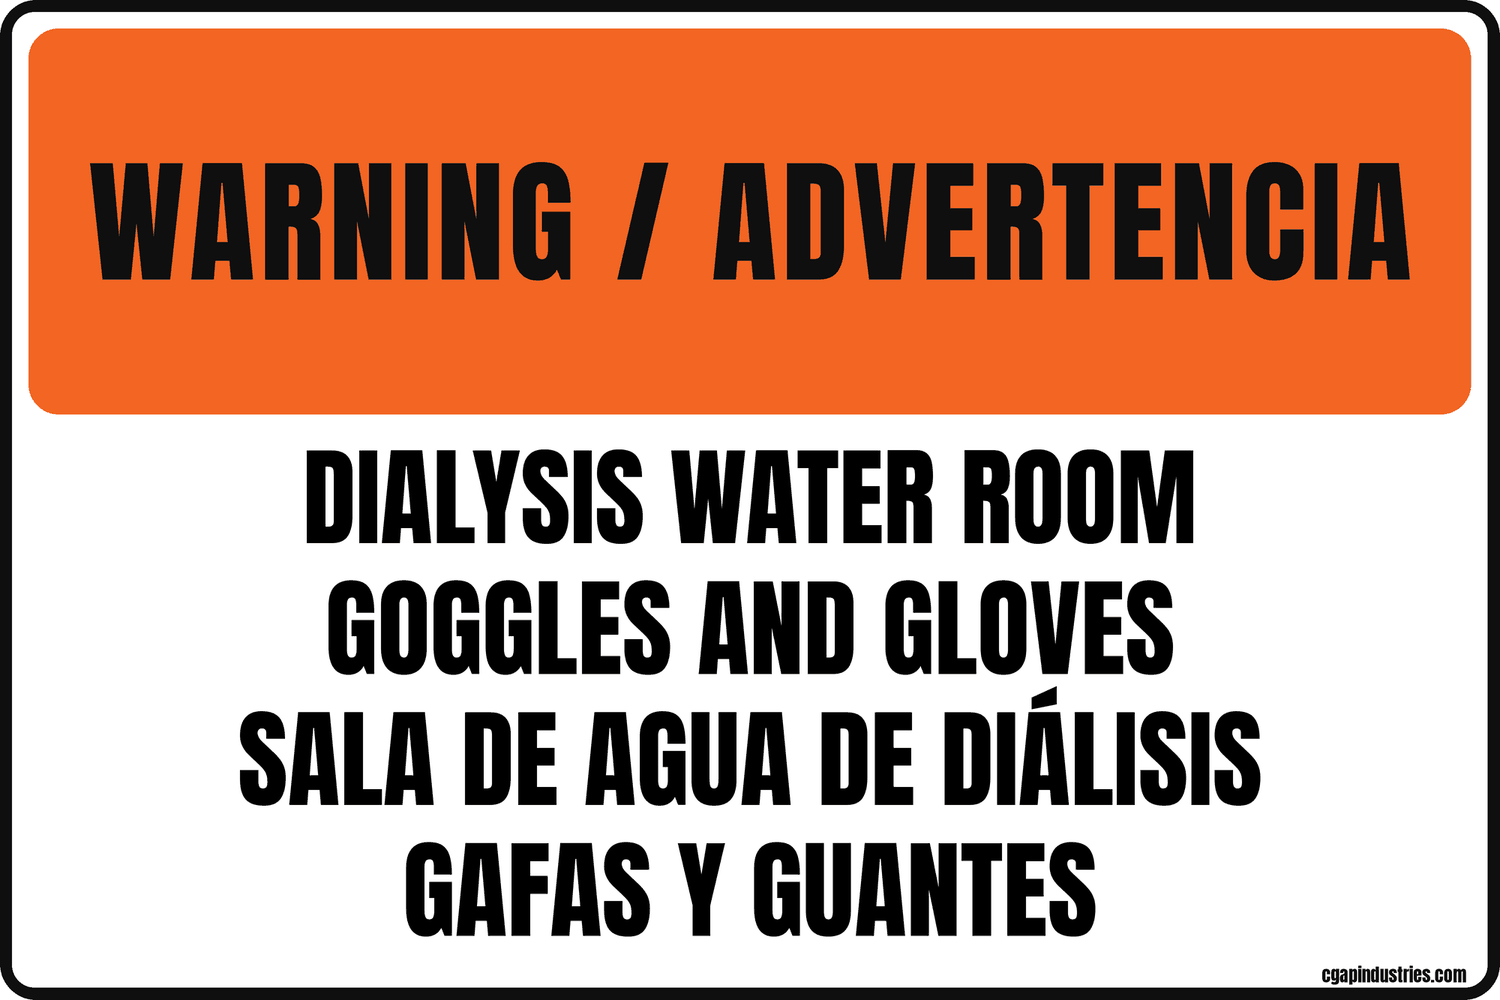 WARNING / ADVERTENCIA
DIALYSIS WATER ROOM
GOGGLES AND GLOVES
SALA DE AGUA DE DIÁLISIS
GAFAS Y GUANTES
cgapindustries.com